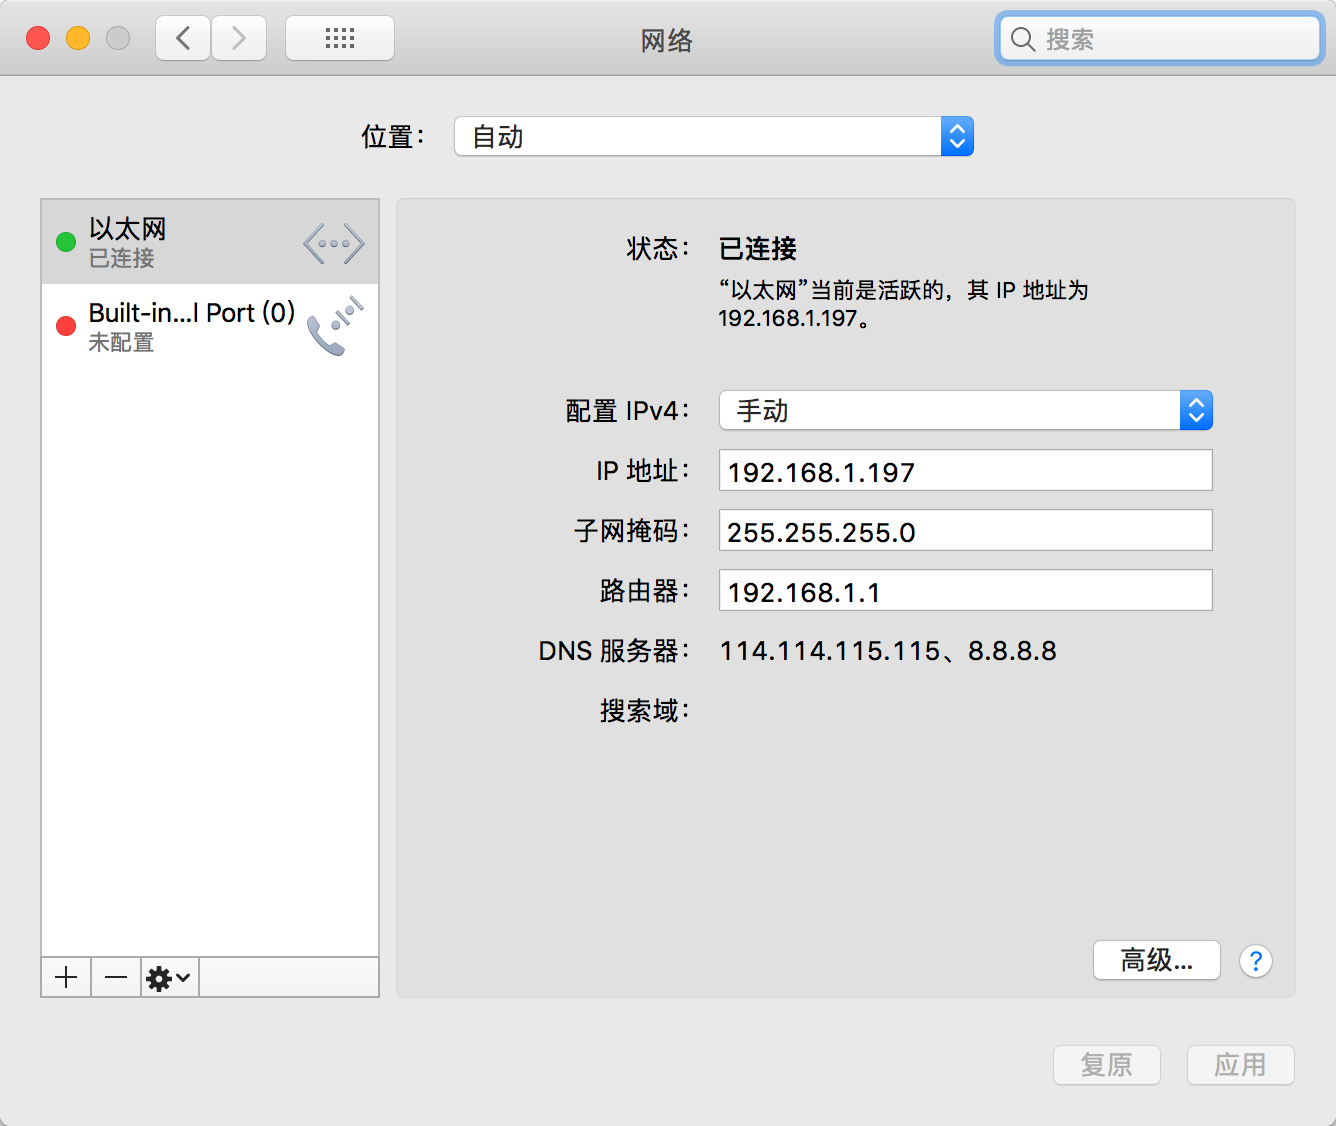 网络
搜索
位置：
自动
以太网
已连接
Built-in...l Port (0)
未配置
状态：
已连接
“以太网”当前是活跃的，其 IP 地址为
192.168.1.197。
配置 IPv4：
手动
IP 地址：
192.168.1.197
子网掩码：
255.255.255.0
路由器：
192.168.1.1
DNS 服务器：
114.114.115.115、8.8.8.8
搜索域：
高级...
?
复原
应用